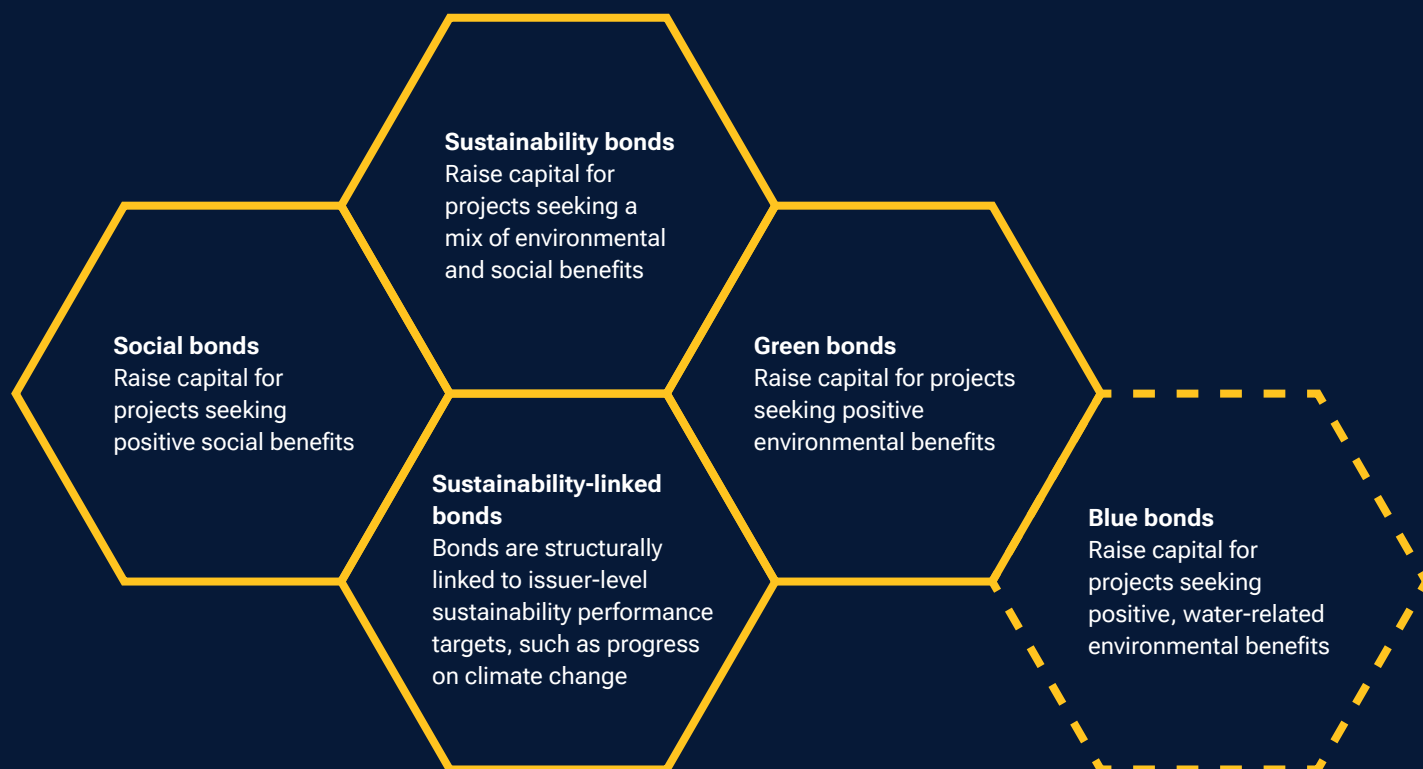 Sustainability bonds
Raise capital for
projects seeking a
mix of environmental
and social benefits
Social bonds
Raise capital for
projects seeking
positive social benefits
Green bonds
Raise capital for projects
seeking positive
environmental benefits
Sustainability-linked
bonds
Bonds are structurally
linked to issuer-level
sustainability performance
targets, such as progress
on climate change
Blue bonds
Raise capital for
projects seeking
positive, water-related
environmental benefits